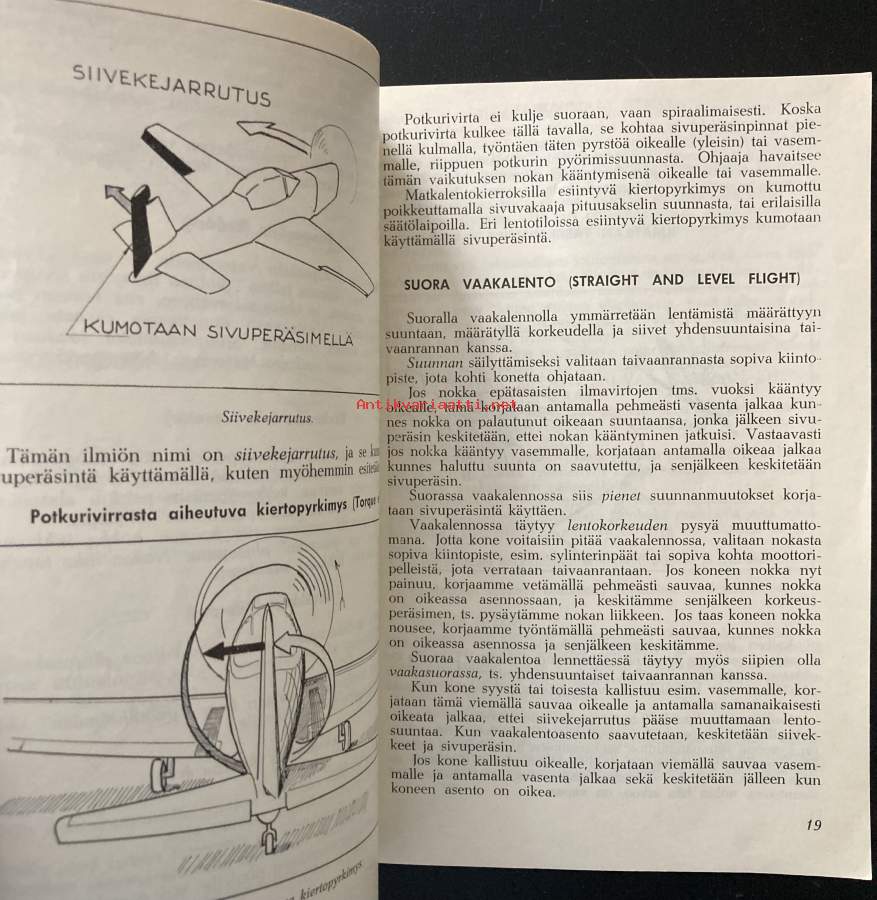 SIIVEKEJARRUTUS
KUMOTAAN SIVUPERÄSIMELLÄ
Siivekejarrutus.
Tämän ilmiön nimi on siivekejarrutus, ja se
uperäsintä käyttämällä, kuten myöhemmin
Potkurivirrasta aiheutuva kiertopyrkimys (Torque
kiertopyrkimys
Potkurivirta ei kulje suoraan, vaan spiraalimaisesti. Koska
potkurivirta kulkee tällä tavalla, se kohtaa sivuperäsinpinnat pie-
nellä kulmalla, työntäen täten pyrstöä oikealle (yleisin) tai vasem-
malle, riippuen potkurin pyörimissuunnasta. Ohjaaja havaitsee
tämän vaikutuksen nokan kääntymisenä oikealle tai vasemmalle.
Matkalentokierroksilla esiintyvä kiertopyrkimys on kumottu
poikkeuttamalla sivuvakaaja pituusakselin suunnasta, tai erilaisilla
säätölaipoilla. Eri lentotiloissa esiintyvä kiertopyrkimys kumotaan
käyttämällä sivuperäsintä.
SUORA VAAKALENTO (STRAIGHT AND LEVEL FLIGHT)
Suoralla vaakalennolla ymmärretään lentämistä määrättyyn
suuntaan, määrätyllä korkeudella ja siivet yhdensuuntaisina tai-
vaanrannan kanssa.
Suunnan säilyttämiseksi valitaan taivaanrannasta sopiva kiinto-
piste, jota kohti konetta ohjataan.
Jos nokka epätasaisten ilmavirtojen tms. vuoksi kääntyy
Antikvariaatti.net
oikealle, tämä korjataan antamalla pehmeästi vasenta jalkaa kun-
nes nokka on palautunut oikeaan suuntaansa, jonka jälkeen sivu-
peräsin keskitetään, ettei nokan kääntyminen jatkuisi. Vastaavasti
jos nokka kääntyy vasemmalle, korjataan antamalla oikeaa jalkaa
kunnes haluttu suunta on saavutettu, ja senjälkeen keskitetään
sivuperäsin.
Suorassa vaakalennossa siis pienet suunnanmuutokset korja-
taan sivuperäsintä käyttäen.
Vaakalennossa täytyy lentokorkeuden pysyä muuttumatto-
mana. Jotta kone voitaisiin pitää vaakalennossa, valitaan nokasta
sopiva kiintopiste, esim. sylinterinpäät tai sopiva kohta moottori-
pelleistä, jota verrataan taivaanrantaan. Jos koneen nokka nyt
painuu, korjaamme vetämällä pehmeästi sauvaa, kunnes nokka
on oikeassa asennossaan, ja keskitämme senjälkeen korkeus-
peräsimen, ts. pysäytämme nokan liikkeen. Jos taas koneen nokka
nousee, korjaamme työntämällä pehmeästi sauvaa, kunnes nokka
on oikeassa asennossa ja senjälkeen keskitämme.
Suoraa vaakalentoa lennettäessä täytyy myös siipien olla
vaakasuorassa, ts. yhdensuuntaiset taivaanrannan kanssa.
Kun kone syystä tai toisesta kallistuu esim. vasemmalle, kor-
jataan tämä viemällä sauvaa oikealle ja antamalla samanaikaisesti
oikeata jalkaa, ettei siivekejarrutus pääse muuttamaan lento-
suuntaa. Kun vaakalentoasento saavutetaan, keskitetään siivek-
keet ja sivuperäsin.
Jos kone kallistuu oikealle, korjataan viemällä sauvaa vasem-
malle ja antamalla vasenta jalkaa sekä keskitetään jälleen kun
koneen asento on oikea.
19